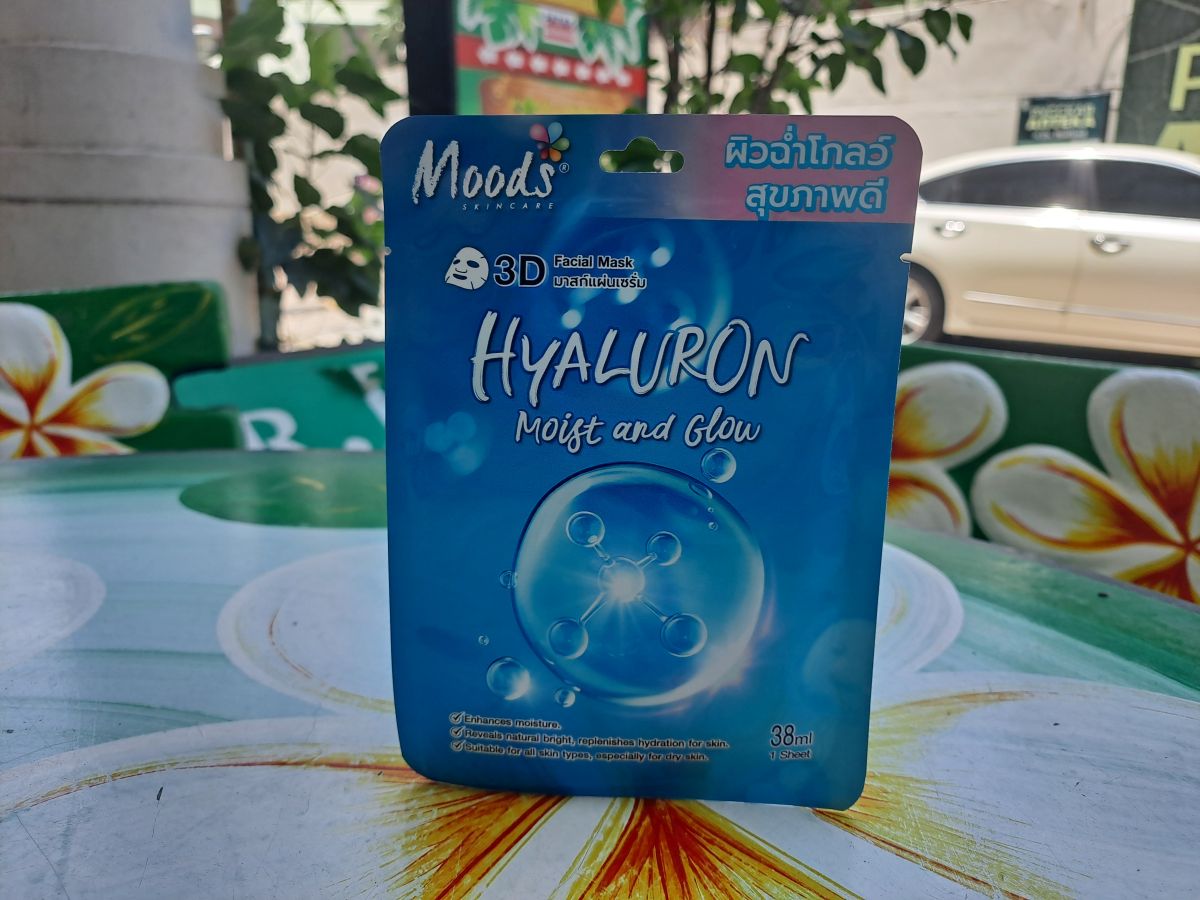 Moods®
SKINCARE
ผิวฉ่ำโกลว์
สุขภาพดี
3D Facial Mask
มาสก์แผ่นเซรั่ม
HYALURON
Moist and Glow
Enhances moisture.
Reveals natural bright, replenishes hydration for skin.
Suitable for all skin types, especially for dry skin.
38ml
1 Sheet